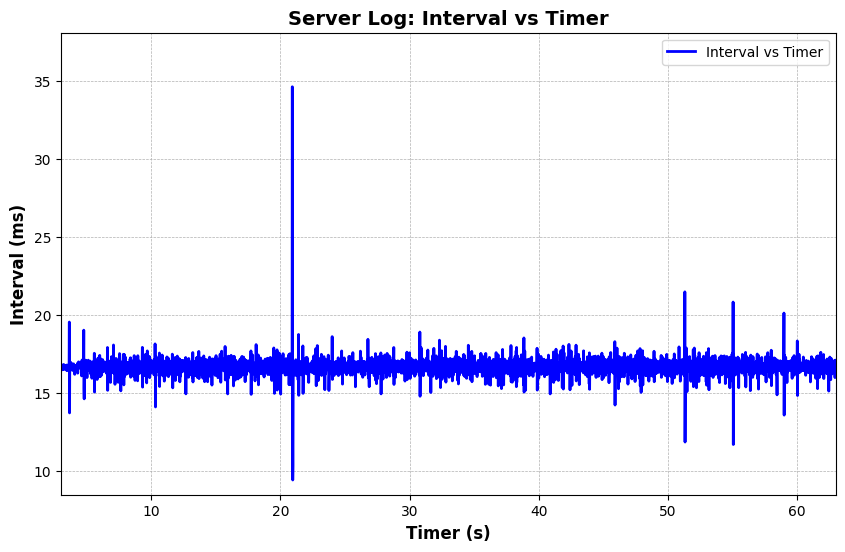 Server Log: Interval vs Timer
Interval vs Timer
35
30
25
20
15
10
Interval (ms)
10 20 30 40 50 60
Timer (s)